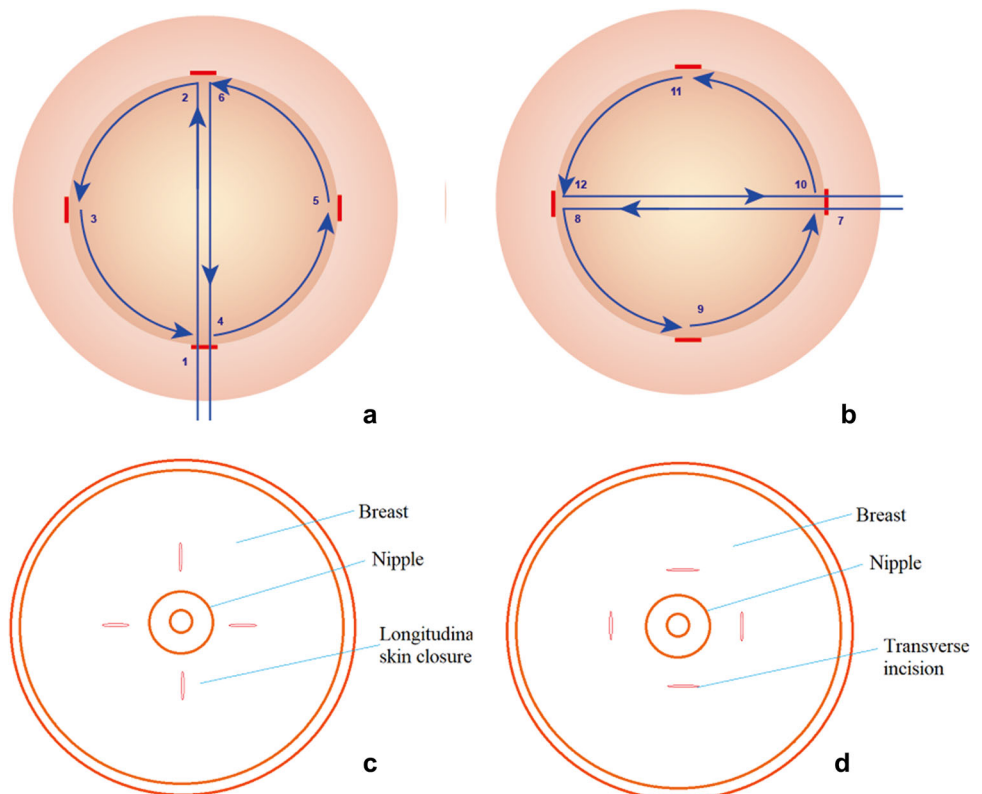 2
6
3
5
4
1
a
11
12
10
8
7
9
b
Breast
Nipple
Longitudina
skin closure
c
Breast
Nipple
Transverse
incision
d